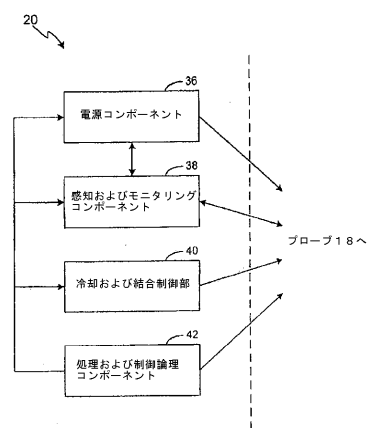 20
36
電源コンポーネント
38
感知およびモニタリング
コンポーネント
プローブ18へ
40
冷却および結合制御部
42
処理および制御論理
コンポーネント